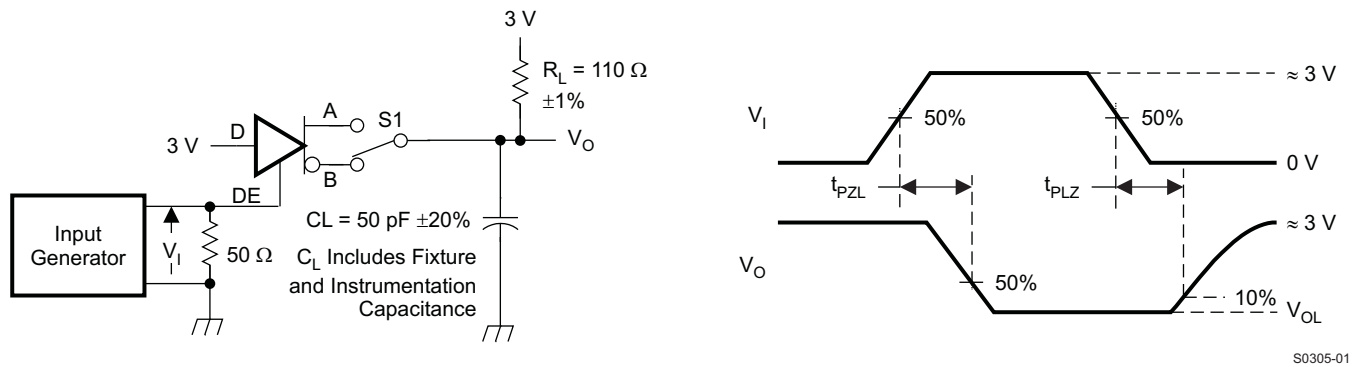 3 V
R_L = 110 Ω
±1%
A
S1
3 V
D
V_O
B
DE
Input
Generator
V_I
50 Ω
CL = 50 pF ±20%
C_L Includes Fixture
and Instrumentation
Capacitance
≈ 3 V
V_I
50%
50%
0 V
t_PZL
t_PLZ
≈ 3 V
V_O
50%
10%
V_OL
S0305-01